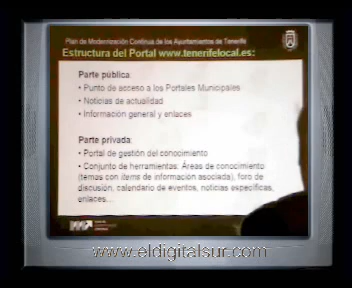 Plan de Modernización Continua de los Ayuntamientos de Tenerife
Estructura del Portal www.tenerifelocal.es:
Parte pública:
• Punto de acceso a los Portales Municipales
• Noticias de actualidad
• Información general y enlaces
Parte privada:
• Portal de gestión del conocimiento
• Conjunto de herramientas: Áreas de conocimiento
(temas con items de información asociada), foro de
discusión, calendario de eventos, noticias específicas,
enlaces...
www.eldigitalsur.com